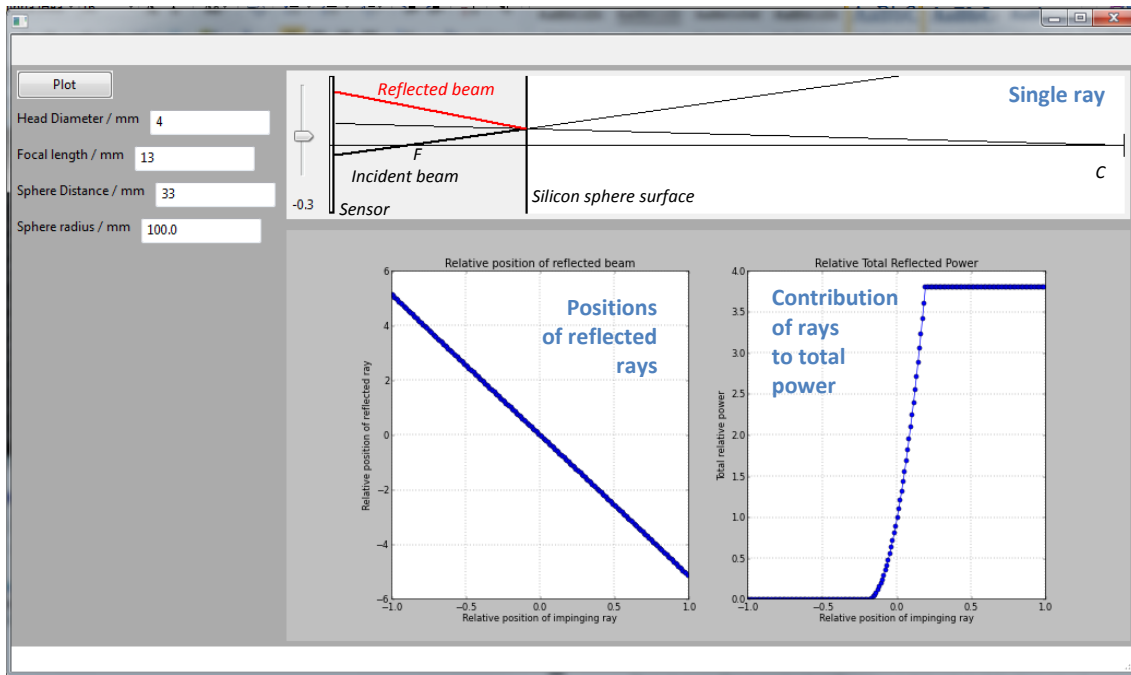 Plot
Head Diameter / mm 4
Focal length / mm 13
Sphere Distance / mm 33
Sphere radius / mm 100.0
-0.3
Reflected beam
Single ray
F
Incident beam
C
Sensor
Silicon sphere surface
Relative position of reflected beam
Positions
of reflected
rays
Relative position of reflected ray
6
4
2
0
−2
−4
−6
−1.0 −0.5 0.0 0.5 1.0
Relative position of impinging ray
Relative Total Reflected Power
Contribution
of rays
to total
power
Total relative power
4.0
3.5
3.0
2.5
2.0
1.5
1.0
0.5
0.0
−1.0 −0.5 0.0 0.5 1.0
Relative position of impinging ray